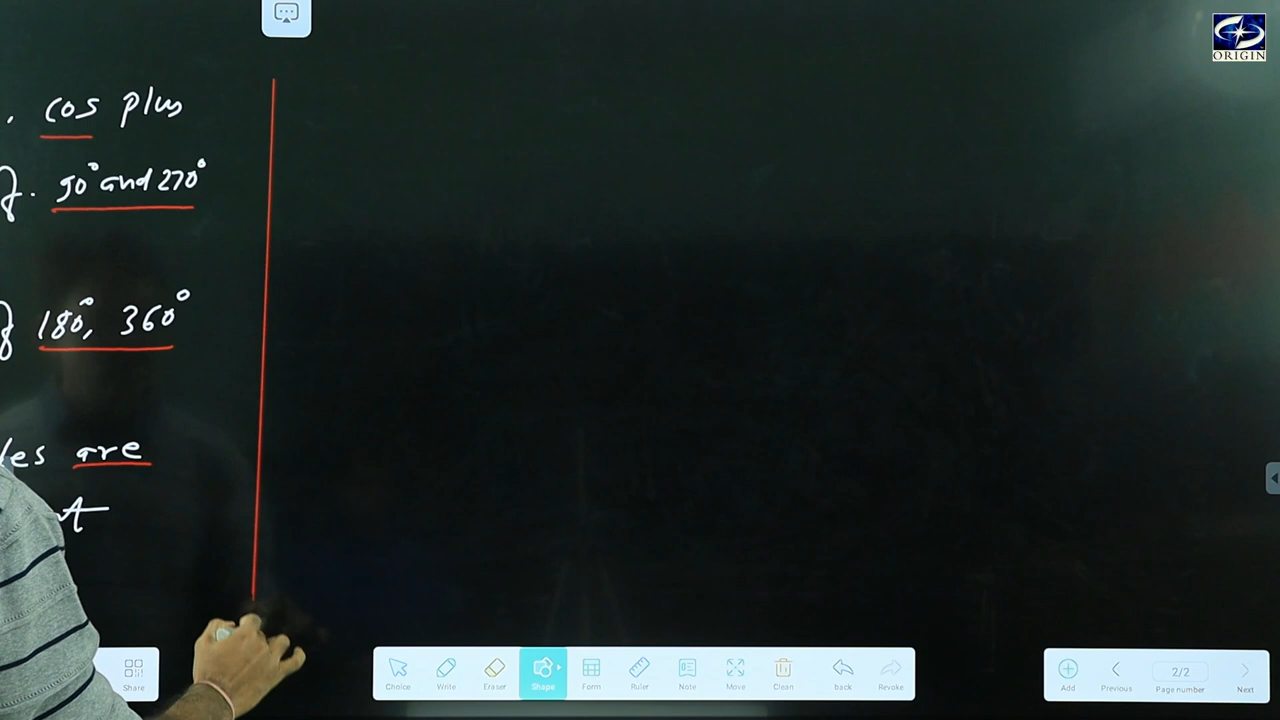 ORIGIN
. cos plus
f. 90° and 270°
f 180°, 360°
les are
A
Share
Choice Write Eraser Shape Form Ruler Note Move Clean back Revoke
Add Previous 2/2 Page number Next